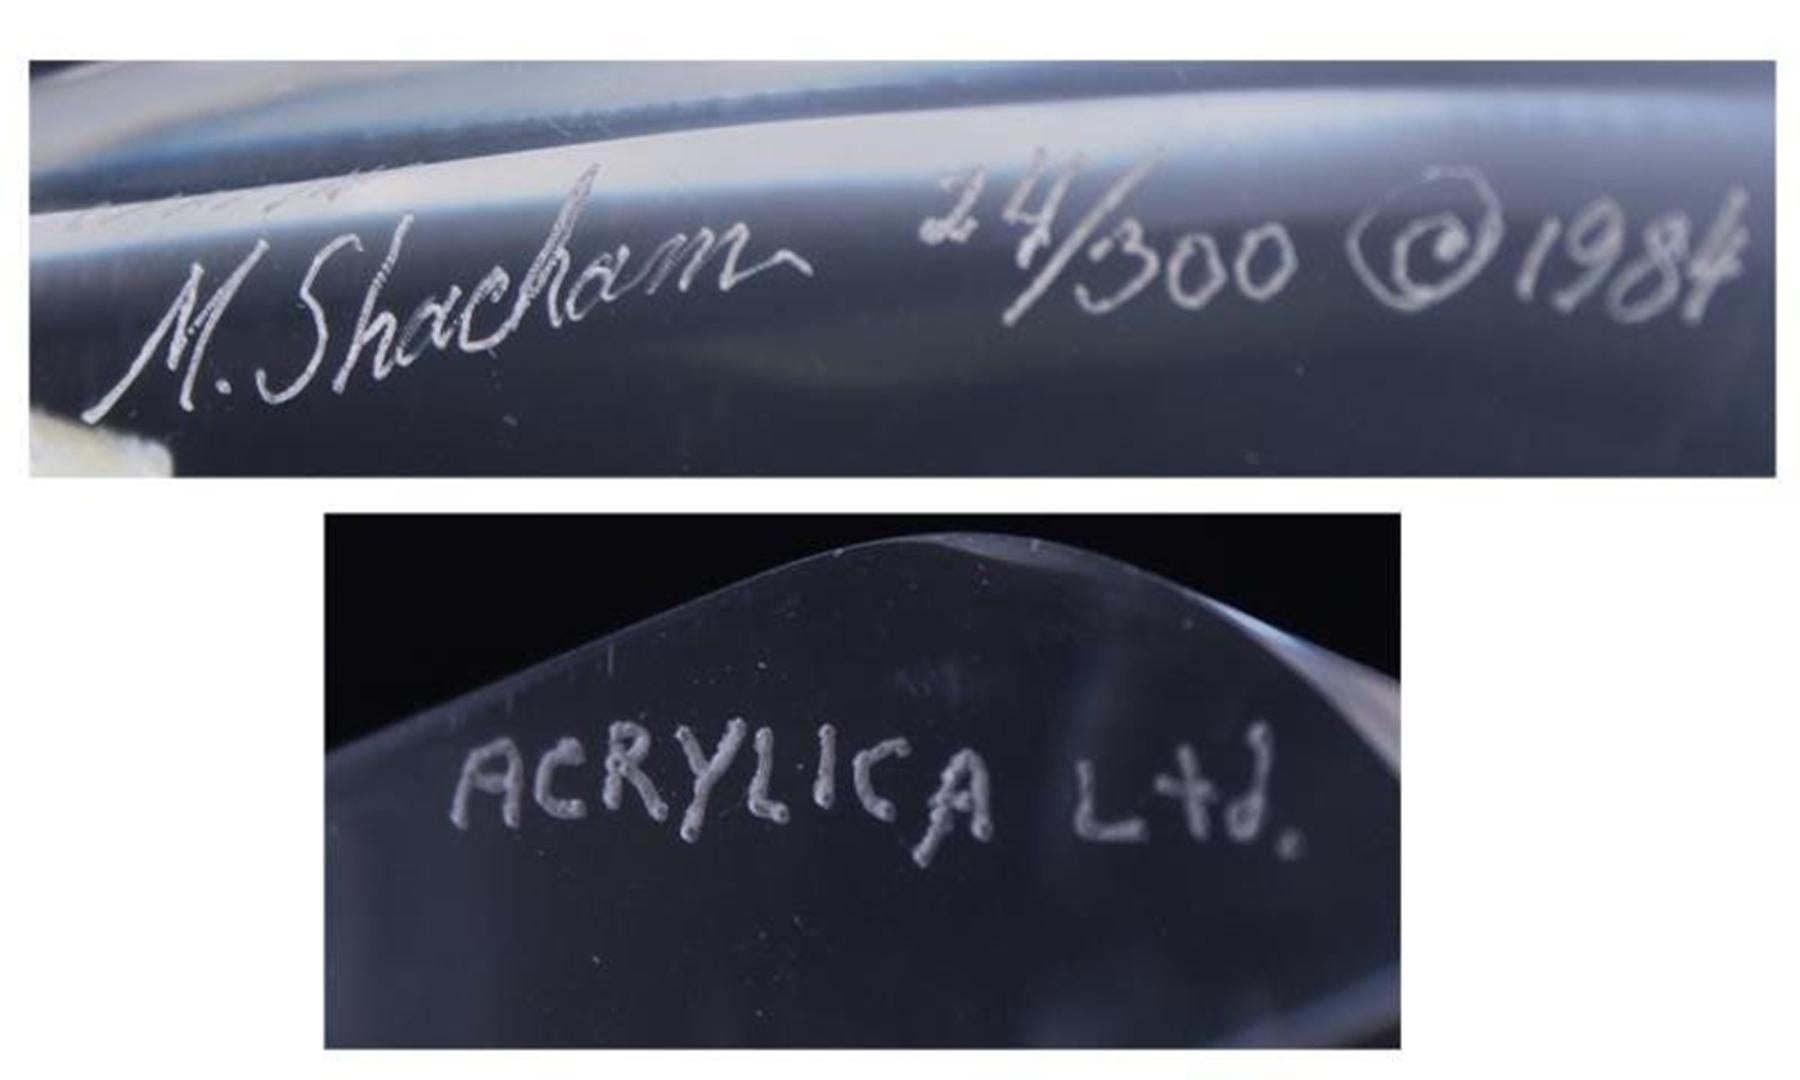 M. Shacham 24/300 © 1984
ACRYLICA Ltd.